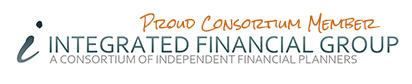 Proud Consortium Member
i INTEGRATED FINANCIAL GROUP
A CONSORTIUM OF INDEPENDENT FINANCIAL PLANNERS